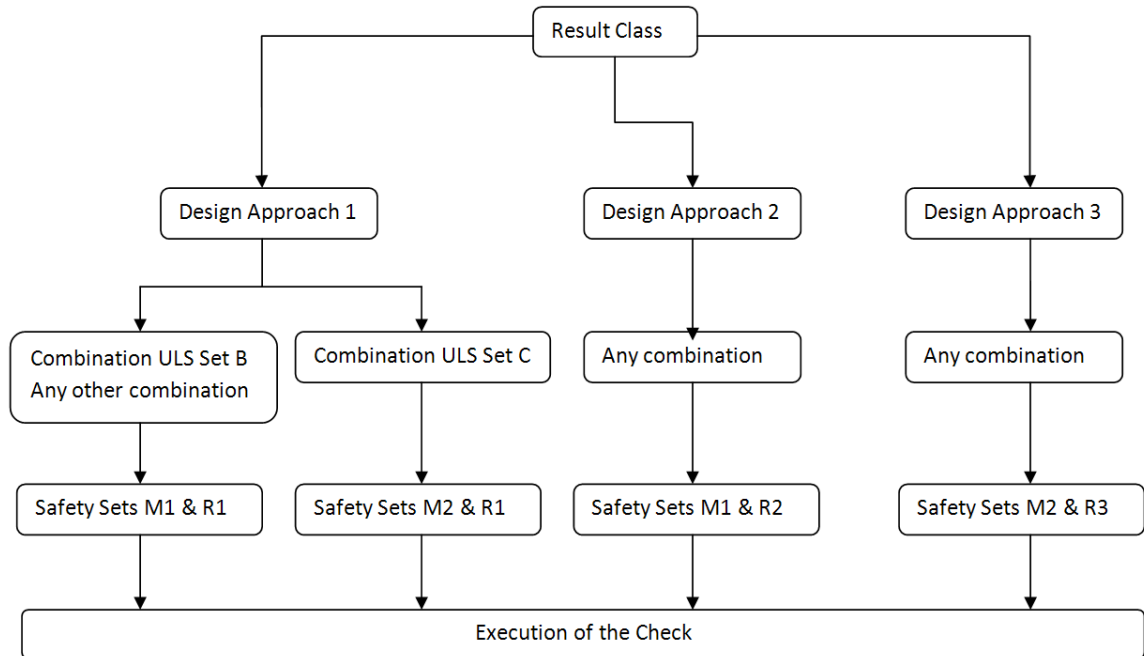 Result Class
Design Approach 1
Design Approach 2
Design Approach 3
Combination ULS Set B
Any other combination
Combination ULS Set C
Any combination
Any combination
Safety Sets M1 & R1
Safety Sets M2 & R1
Safety Sets M1 & R2
Safety Sets M2 & R3
Execution of the Check